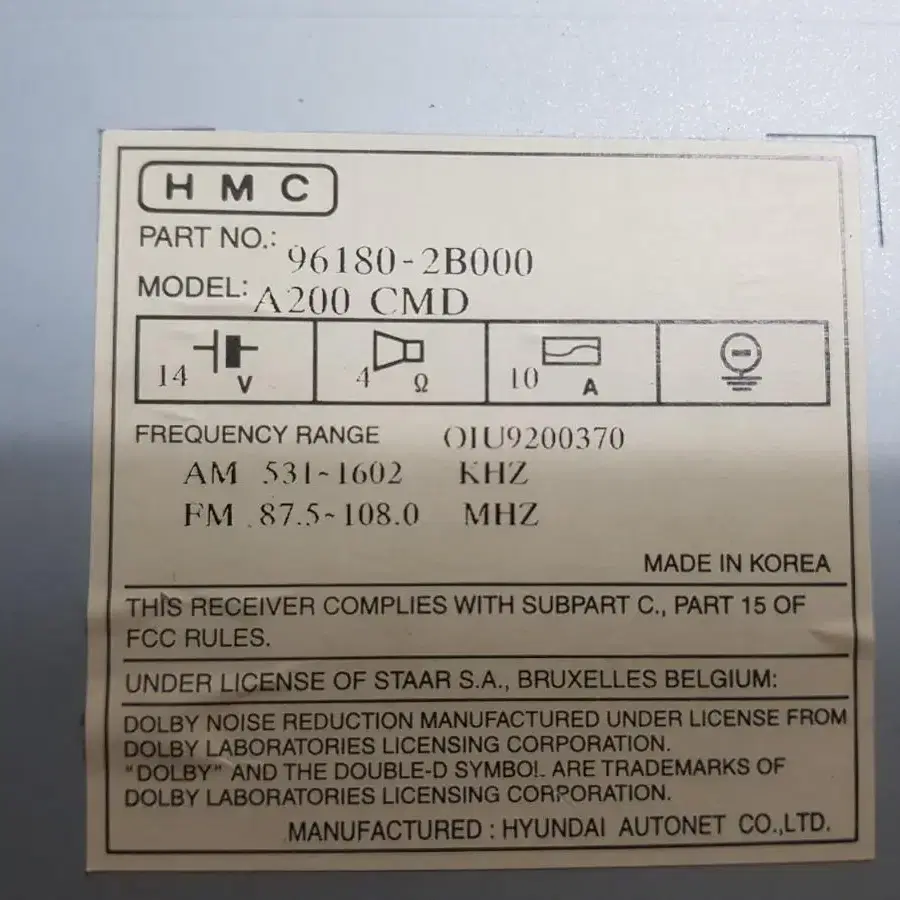 HMC
PART NO.: 96180-2B000
MODEL: A200 CMD
14 V 4 Ω 10 A
FREQUENCY RANGE OIU9200370
AM 531~1602 KHZ
FM 87.5~108.0 MHZ
MADE IN KOREA
THIS RECEIVER COMPLIES WITH SUBPART C., PART 15 OF
FCC RULES.
UNDER LICENSE OF STAAR S.A., BRUXELLES BELGIUM:
DOLBY NOISE REDUCTION MANUFACTURED UNDER LICENSE FROM
DOLBY LABORATORIES LICENSING CORPORATION.
"DOLBY" AND THE DOUBLE-D SYMBOL ARE TRADEMARKS OF
DOLBY LABORATORIES LICENSING CORPORATION.
MANUFACTURED : HYUNDAI AUTONET CO.,LTD.